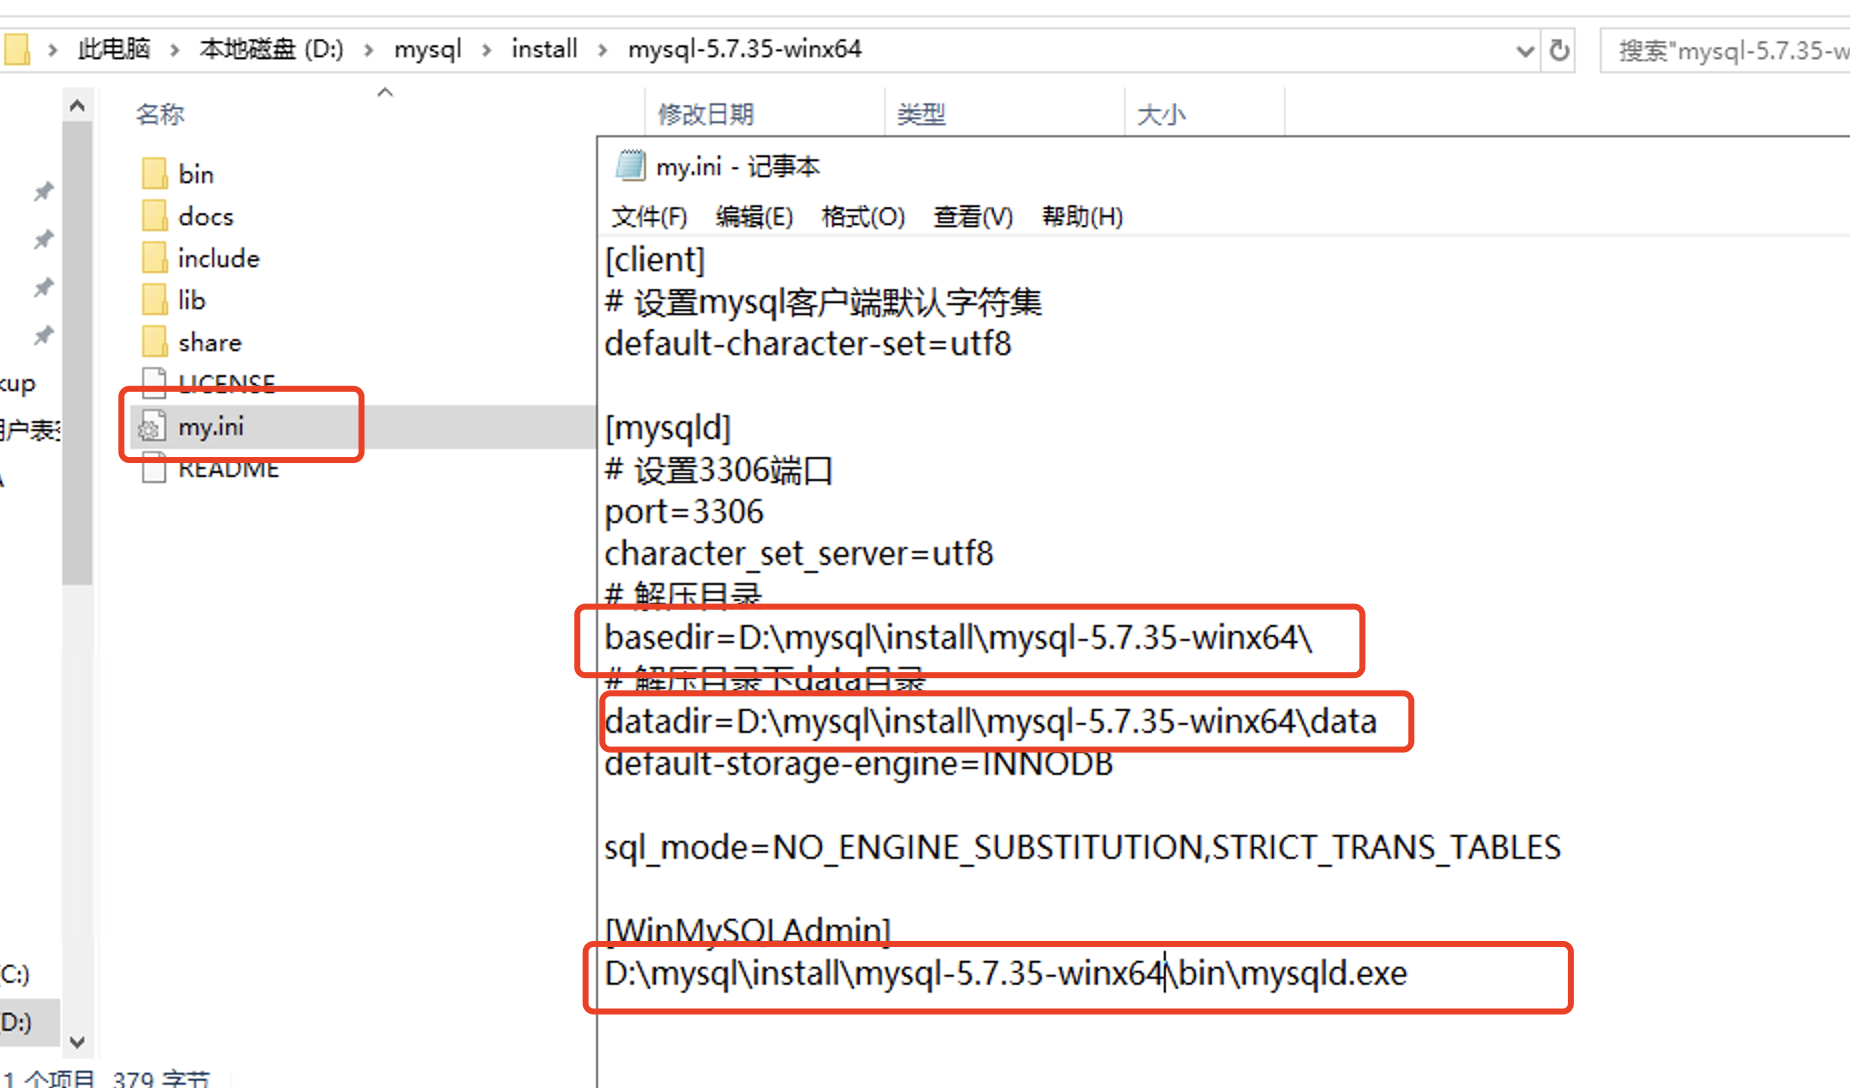 此电脑 › 本地磁盘 (D:) › mysql › install › mysql-5.7.35-winx64
搜索"mysql-5.7.35-w
名称 修改日期 类型 大小
bin
docs
include
lib
share
LICENSE
my.ini
README
kup
户表
(C:)
(D:)
1 个项目 379 字节
my.ini - 记事本
文件(F) 编辑(E) 格式(O) 查看(V) 帮助(H)
[client]
# 设置mysql客户端默认字符集
default-character-set=utf8
[mysqld]
# 设置3306端口
port=3306
character_set_server=utf8
# 解压目录
basedir=D:\mysql\install\mysql-5.7.35-winx64\
# 解压目录下data目录
datadir=D:\mysql\install\mysql-5.7.35-winx64\data
default-storage-engine=INNODB
sql_mode=NO_ENGINE_SUBSTITUTION,STRICT_TRANS_TABLES
[WinMySQLAdmin]
D:\mysql\install\mysql-5.7.35-winx64\bin\mysqld.exe